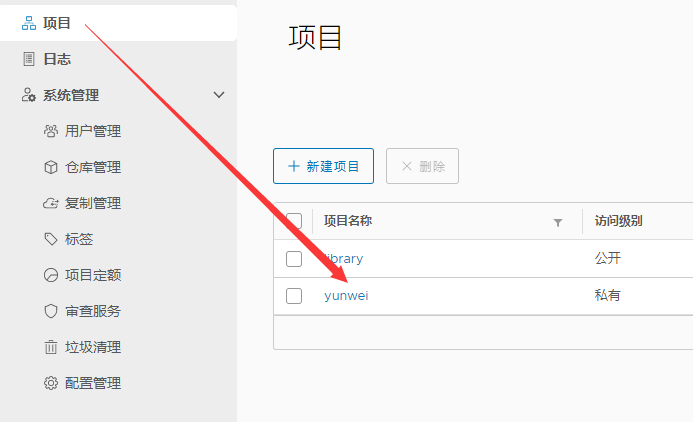 项目
日志
系统管理
用户管理
仓库管理
复制管理
标签
项目定额
审查服务
垃圾清理
配置管理
项目
新建项目
删除
项目名称 访问级别
library 公开
yunwei 私有